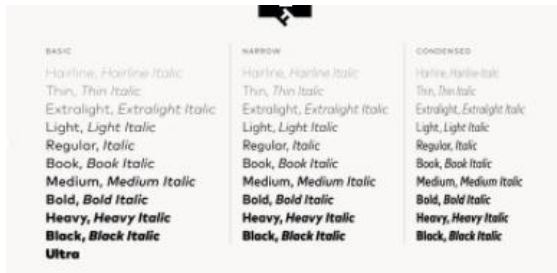 BASIC
Hairline, Hairline Italic
Thin, Thin Italic
Extralight, Extralight Italic
Light, Light Italic
Regular, Italic
Book, Book Italic
Medium, Medium Italic
Bold, Bold Italic
Heavy, Heavy Italic
Black, Black Italic
Ultra
NARROW
Hairline, Hairline Italic
Thin, Thin Italic
Extralight, Extralight Italic
Light, Light Italic
Regular, Italic
Book, Book Italic
Medium, Medium Italic
Bold, Bold Italic
Heavy, Heavy Italic
Black, Black Italic
CONDENSED
Hairline, Hairline Italic
Thin, Thin Italic
Extralight, Extralight Italic
Light, Light Italic
Regular, Italic
Book, Book Italic
Medium, Medium Italic
Bold, Bold Italic
Heavy, Heavy Italic
Black, Black Italic